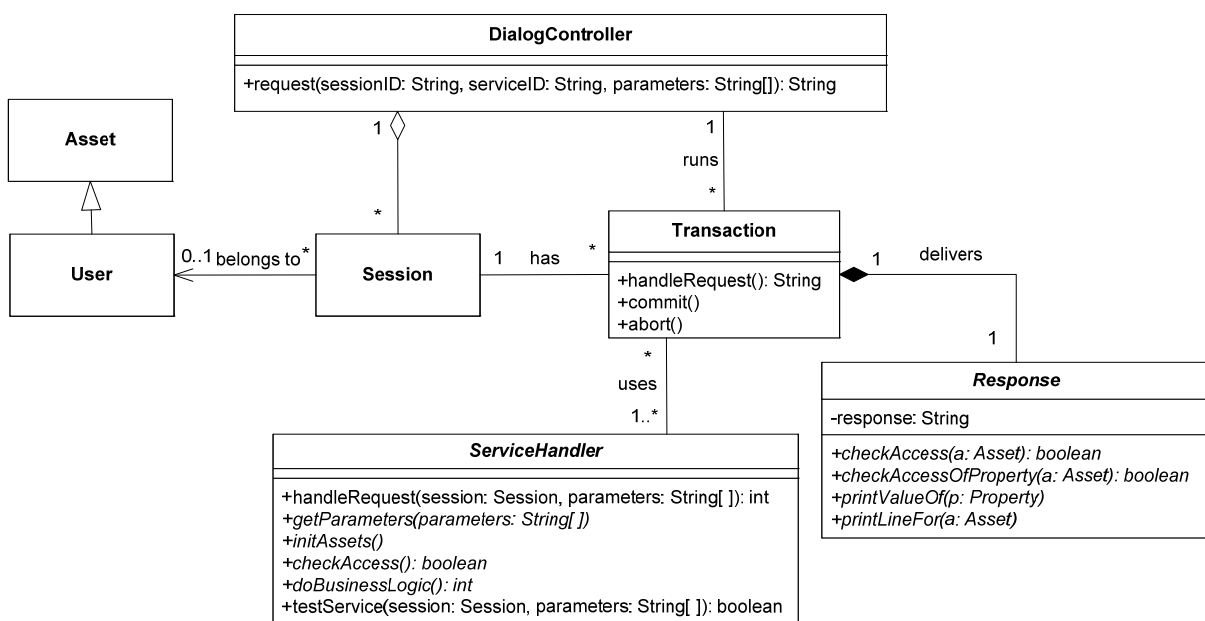 DialogController
+request(sessionID: String, serviceID: String, parameters: String[]): String
Asset
1
1
runs
*
*
User
0..1 belongs to *
Session
1 has *
Transaction
+handleRequest(): String
+commit()
+abort()
1 delivers
1
*
uses
1..*
Response
-response: String
+checkAccess(a: Asset): boolean
+checkAccessOfProperty(a: Asset): boolean
+printValueOf(p: Property)
+printLineFor(a: Asset)
ServiceHandler
+handleRequest(session: Session, parameters: String[ ]): int
+getParameters(parameters: String[ ])
+initAssets()
+checkAccess(): boolean
+doBusinessLogic(): int
+testService(session: Session, parameters: String[ ]): boolean